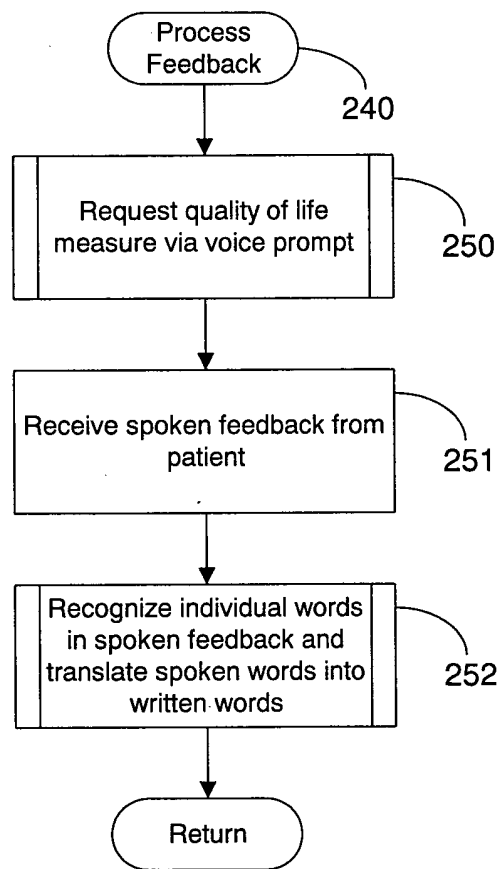 Process
Feedback
240
Request quality of life
measure via voice prompt
250
Receive spoken feedback from
patient
251
Recognize individual words
in spoken feedback and
translate spoken words into
written words
252
Return